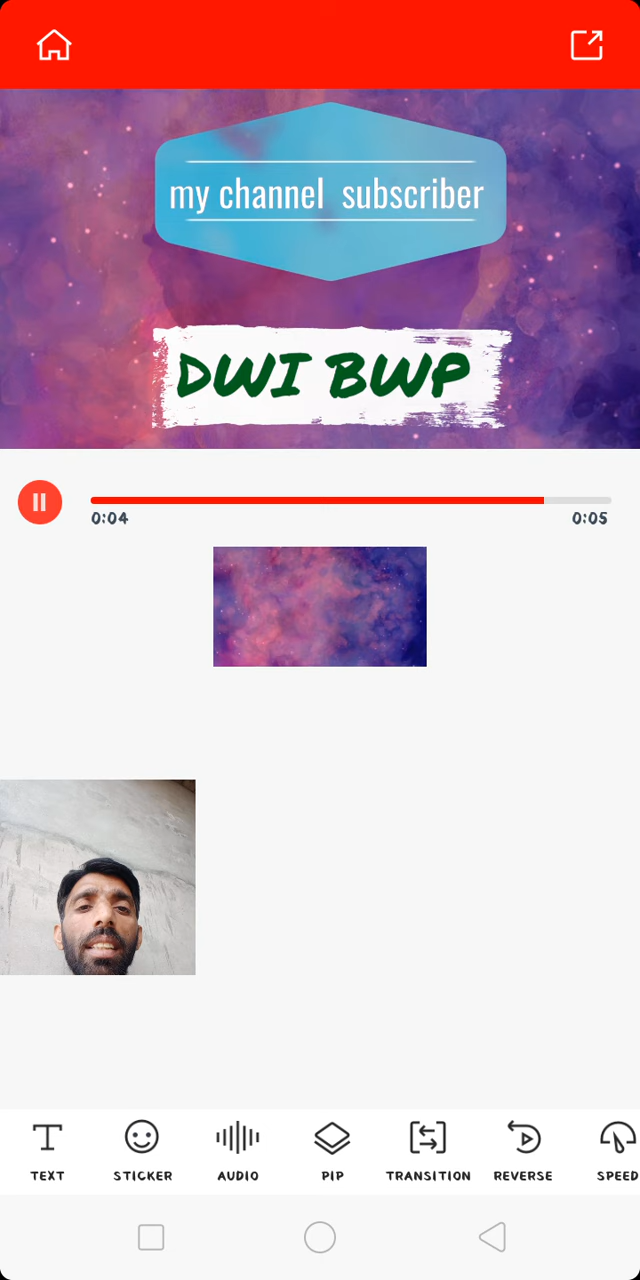 my channel  subscriber
DWI BWP
0:04
0:05
TEXT
STICKER
AUDIO
PIP
TRANSITION
REVERSE
SPEED